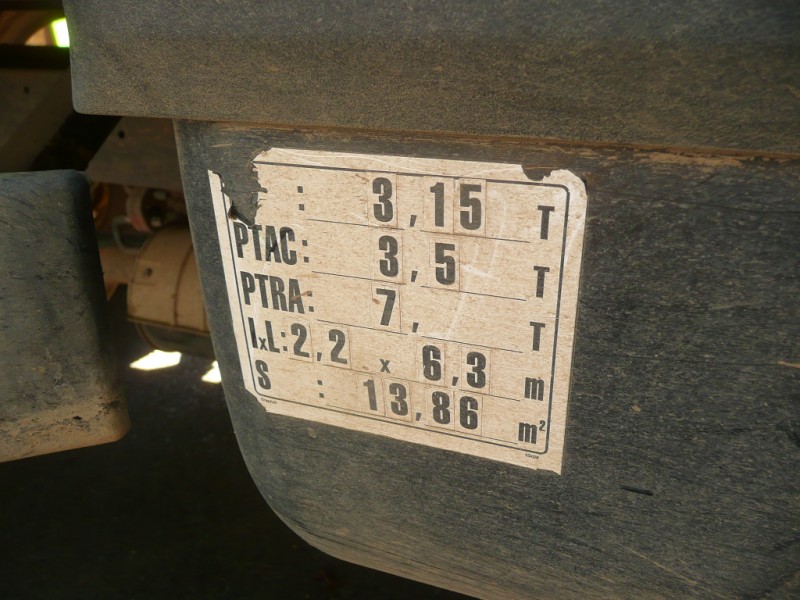 : 3,15 T
PTAC: 3,5 T
PTRA: 7, T
lxL: 2,2 x 6,3 m
S : 13,86 m²